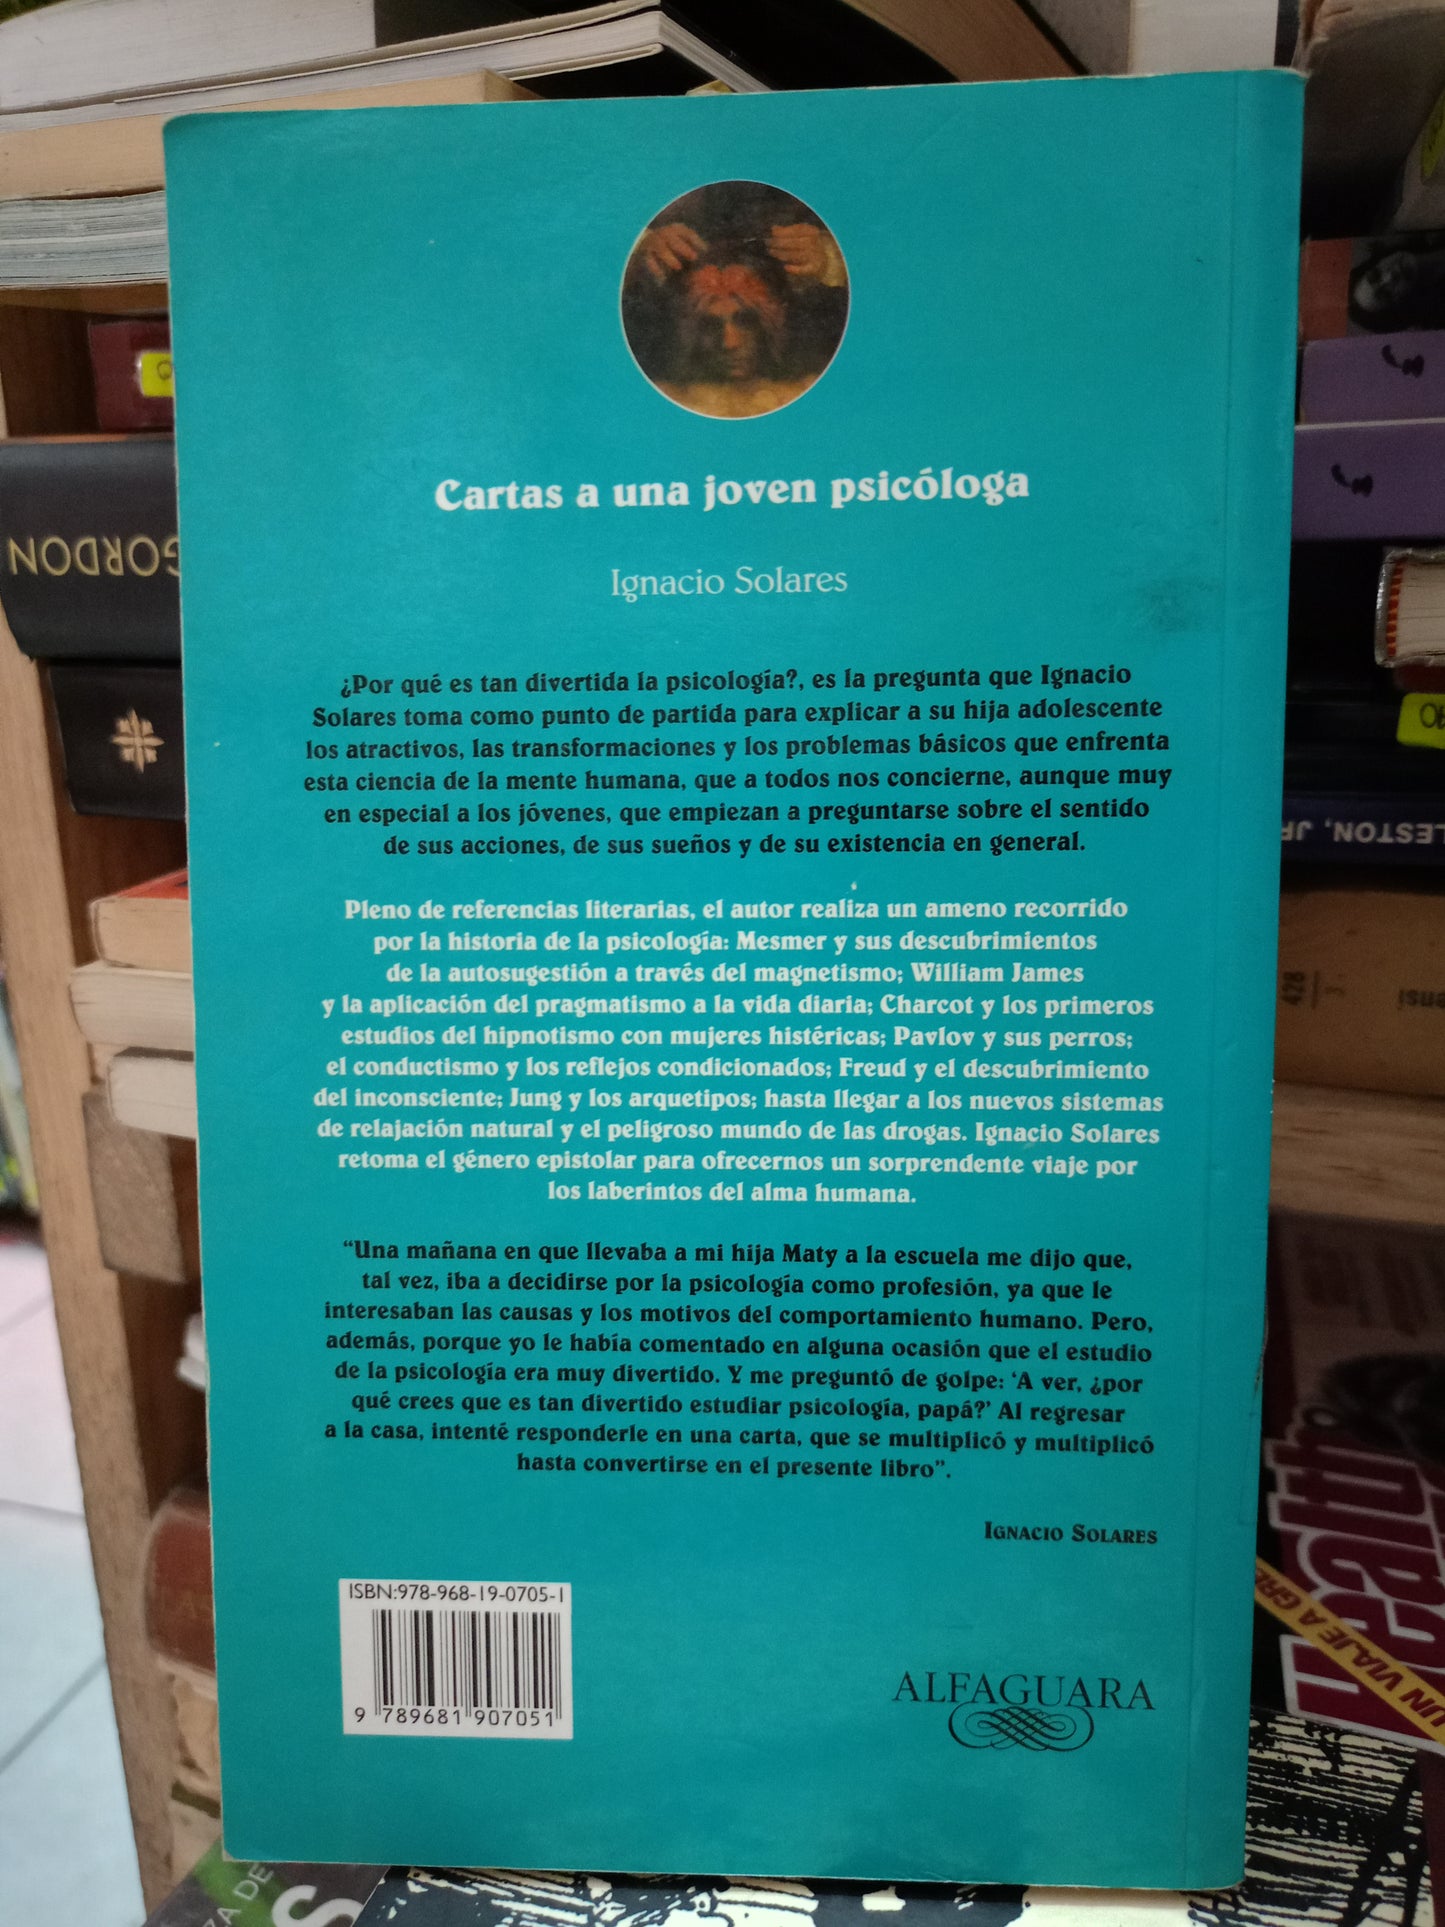 Cartas a una joven psicóloga
Ignacio Solares
¿Por qué es tan divertida la psicología?, es la pregunta que Ignacio
Solares toma como punto de partida para explicar a su hija adolescente
los atractivos, las transformaciones y los problemas básicos que enfrenta
esta ciencia de la mente humana, que a todos nos concierne, aunque muy
en especial a los jóvenes, que empiezan a preguntarse sobre el sentido
de sus acciones, de sus sueños y de su existencia en general.
Pleno de referencias literarias, el autor realiza un ameno recorrido
por la historia de la psicología: Mesmer y sus descubrimientos
de la autosugestión a través del magnetismo; William James
y la aplicación del pragmatismo a la vida diaria; Charcot y los primeros
estudios del hipnotismo con mujeres histéricas; Pavlov y sus perros;
el conductismo y los reflejos condicionados; Freud y el descubrimiento
del inconsciente; Jung y los arquetipos; hasta llegar a los nuevos sistemas
de relajación natural y el peligroso mundo de las drogas. Ignacio Solares
retoma el género epistolar para ofrecernos un sorprendente viaje por
los laberintos del alma humana.
“Una mañana en que llevaba a mi hija Maty a la escuela me dijo que,
tal vez, iba a decidirse por la psicología como profesión, ya que le
interesaban las causas y los motivos del comportamiento humano. Pero,
además, porque yo le había comentado en alguna ocasión que el estudio
de la psicología era muy divertido. Y me preguntó de golpe: ‘A ver, ¿por
qué crees que es tan divertido estudiar psicología, papá?’ Al regresar
a la casa, intenté responderle en una carta, que se multiplicó y multiplicó
hasta convertirse en el presente libro”.
IGNACIO SOLARES
ISBN:978-968-19-0705-1
9 789681 907051
ALFAGUARA
GORDON
LESTON, JR
428
UN VIAJE A
ZA DE